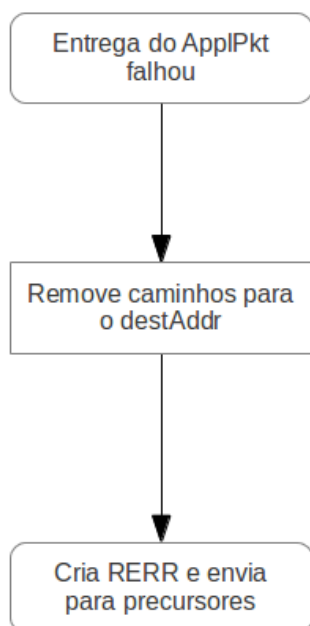 Entrega do ApplPkt
falhou
Remove caminhos para
o destAddr
Cria RERR e envia
para precursores